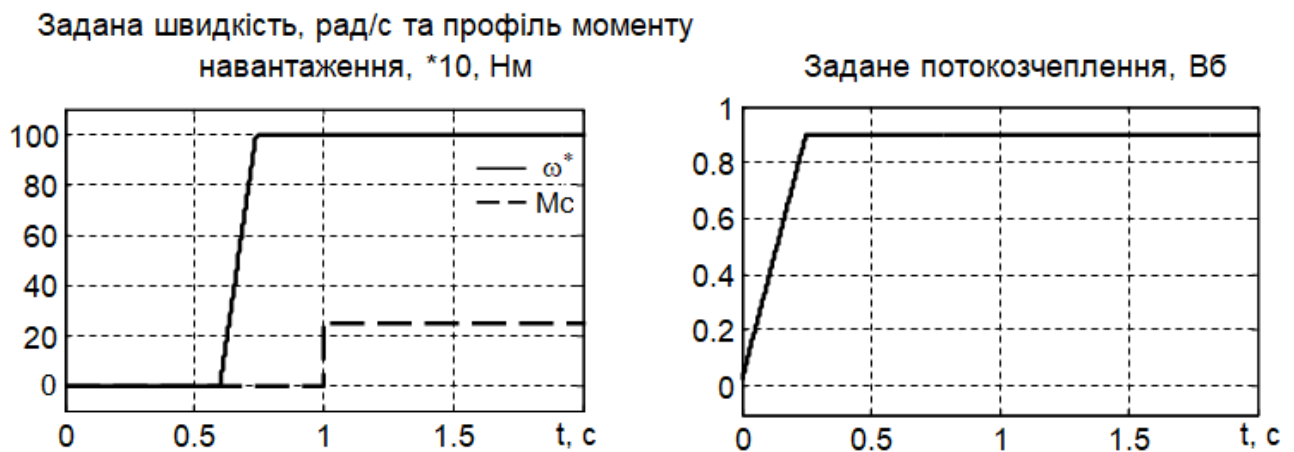 Задана швидкість, рад/с та профіль моменту
навантаження, *10, Нм
100
80
60
40
20
0
ω*
Mc
0
0.5
1
1.5
t, c
Задане потокозчеплення, Вб
1
0.8
0.6
0.4
0.2
0
0
0.5
1
1.5
t, c